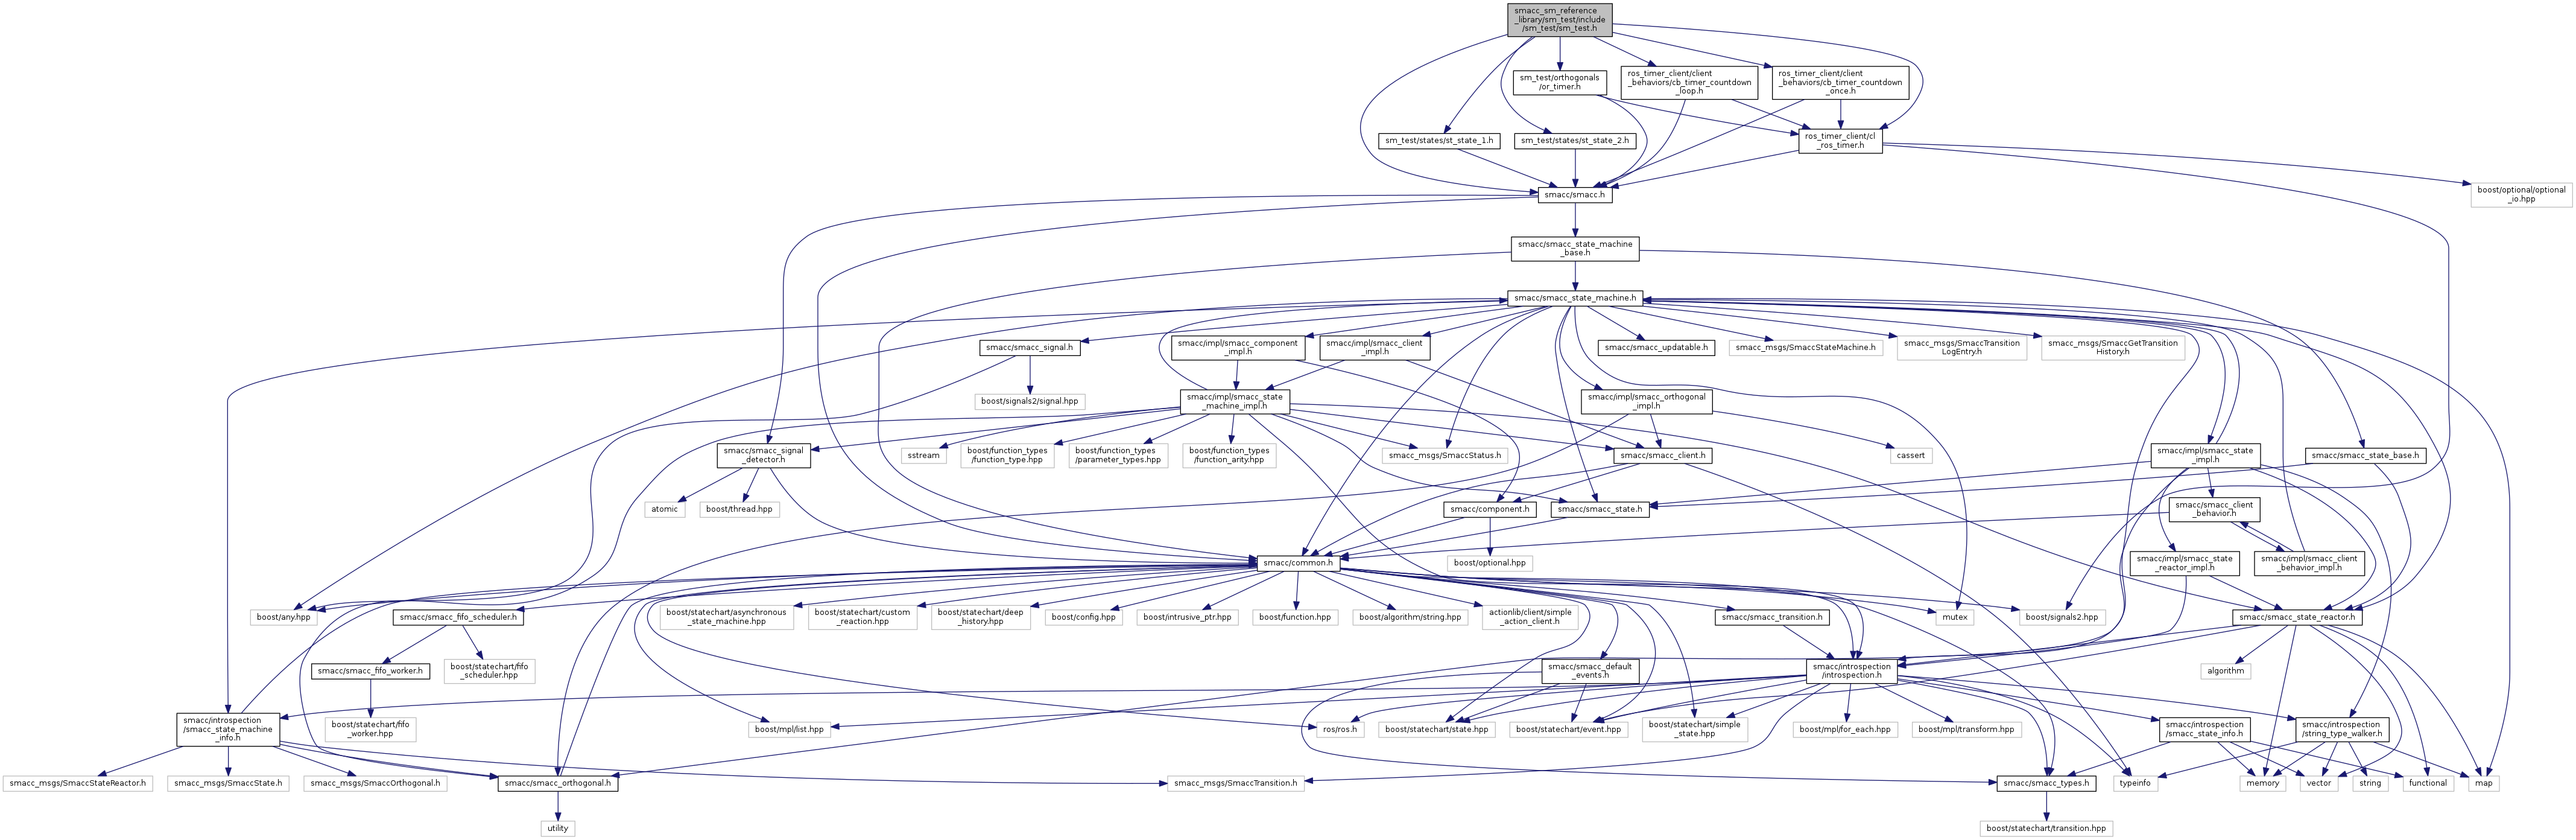 smacc_sm_reference
_library/sm_test/include
/sm_test/sm_test.h
sm_test/orthogonals
/or_timer.h
ros_timer_client/client
_behaviors/cb_timer_countdown
_loop.h
ros_timer_client/client
_behaviors/cb_timer_countdown
_once.h
sm_test/states/st_state_1.h
sm_test/states/st_state_2.h
ros_timer_client/cl
_ros_timer.h
smacc/smacc.h
boost/optional/optional
_io.hpp
smacc/smacc_state_machine
_base.h
smacc/smacc_state_machine.h
smacc/smacc_signal.h
smacc/impl/smacc_component
_impl.h
smacc/impl/smacc_client
_impl.h
smacc/smacc_updatable.h
smacc_msgs/SmaccStateMachine.h
smacc_msgs/SmaccTransition
LogEntry.h
smacc_msgs/SmaccGetTransition
History.h
boost/signals2/signal.hpp
smacc/impl/smacc_state
_machine_impl.h
smacc/impl/smacc_orthogonal
_impl.h
smacc/smacc_signal
_detector.h
sstream
boost/function_types
/function_type.hpp
boost/function_types
/parameter_types.hpp
boost/function_types
/function_arity.hpp
smacc_msgs/SmaccStatus.h
smacc/smacc_client.h
cassert
smacc/impl/smacc_state
_impl.h
smacc/smacc_state_base.h
atomic
boost/thread.hpp
smacc/component.h
smacc/smacc_state.h
smacc/smacc_client
_behavior.h
smacc/common.h
boost/optional.hpp
smacc/impl/smacc_state
_reactor_impl.h
smacc/impl/smacc_client
_behavior_impl.h
boost/any.hpp
smacc/smacc_fifo_scheduler.h
boost/statechart/asynchronous
_state_machine.hpp
boost/statechart/custom
_reaction.hpp
boost/statechart/deep
_history.hpp
boost/config.hpp
boost/intrusive_ptr.hpp
boost/function.hpp
boost/algorithm/string.hpp
actionlib/client/simple
_action_client.h
smacc/smacc_transition.h
mutex
boost/signals2.hpp
smacc/smacc_state_reactor.h
smacc/smacc_fifo_worker.h
boost/statechart/fifo
_scheduler.hpp
smacc/smacc_default
_events.h
smacc/introspection
/introspection.h
algorithm
smacc/introspection
/smacc_state_machine
_info.h
boost/statechart/fifo
_worker.hpp
boost/mpl/list.hpp
ros/ros.h
boost/statechart/state.hpp
boost/statechart/event.hpp
boost/statechart/simple
_state.hpp
boost/mpl/for_each.hpp
boost/mpl/transform.hpp
smacc/introspection
/smacc_state_info.h
smacc/introspection
/string_type_walker.h
smacc_msgs/SmaccStateReactor.h
smacc_msgs/SmaccState.h
smacc_msgs/SmaccOrthogonal.h
smacc/smacc_orthogonal.h
smacc_msgs/SmaccTransition.h
smacc/smacc_types.h
typeinfo
memory
vector
string
functional
map
utility
boost/statechart/transition.hpp